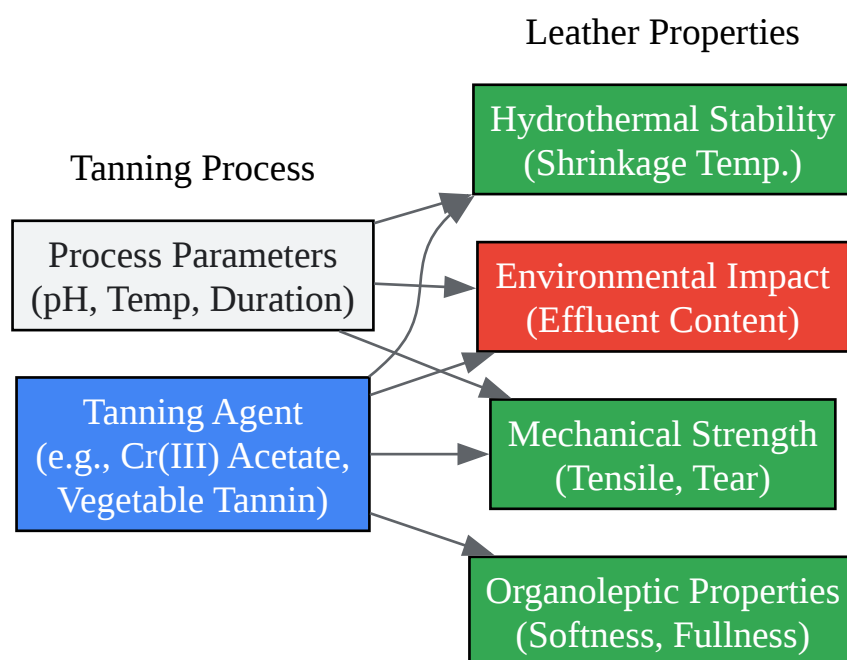 Leather Properties
Hydrothermal Stability
(Shrinkage Temp.)
Tanning Process
Process Parameters
(pH, Temp, Duration)
Environmental Impact
(Effluent Content)
Tanning Agent
(e.g., Cr(III) Acetate,
Vegetable Tannin)
Mechanical Strength
(Tensile, Tear)
Organoleptic Properties
(Softness, Fullness)